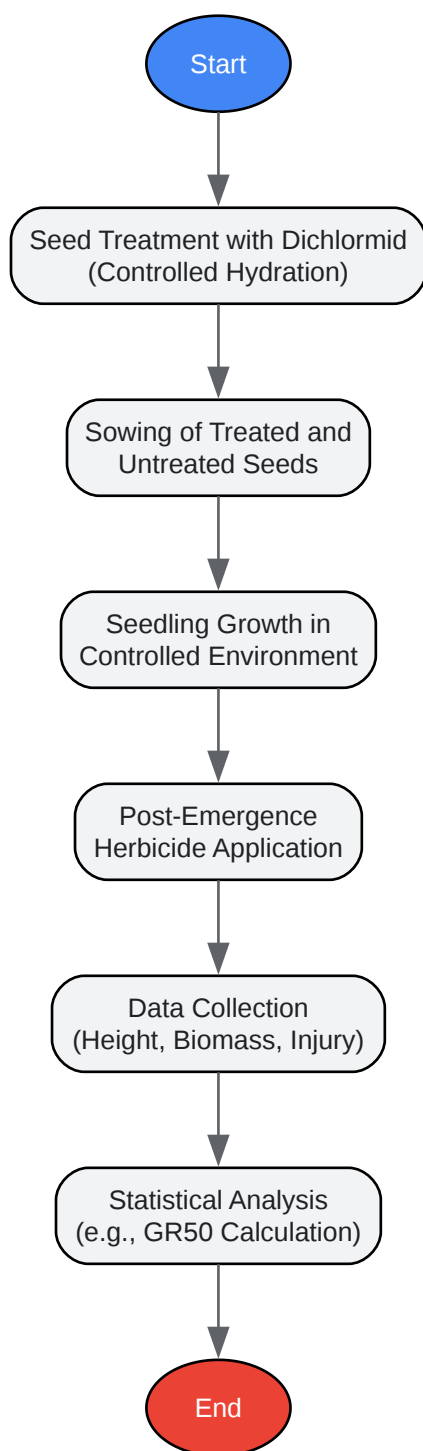 Start
Seed Treatment with Dichlormid
(Controlled Hydration)
Sowing of Treated and
Untreated Seeds
Seedling Growth in
Controlled Environment
Post-Emergence
Herbicide Application
Data Collection
(Height, Biomass, Injury)
Statistical Analysis
(e.g., GR50 Calculation)
End